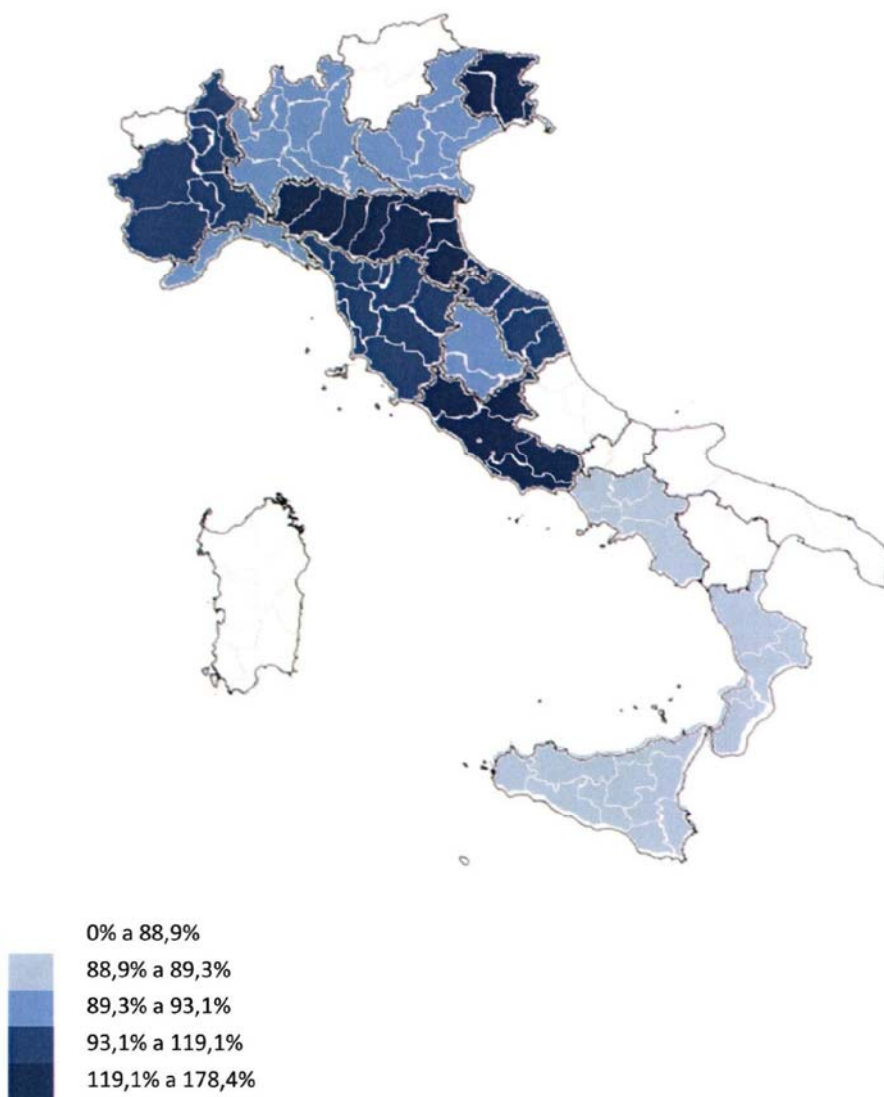 0% a 88,9%
88,9% a 89,3%
89,3% a 93,1%
93,1% a 119,1%
119,1% a 178,4%